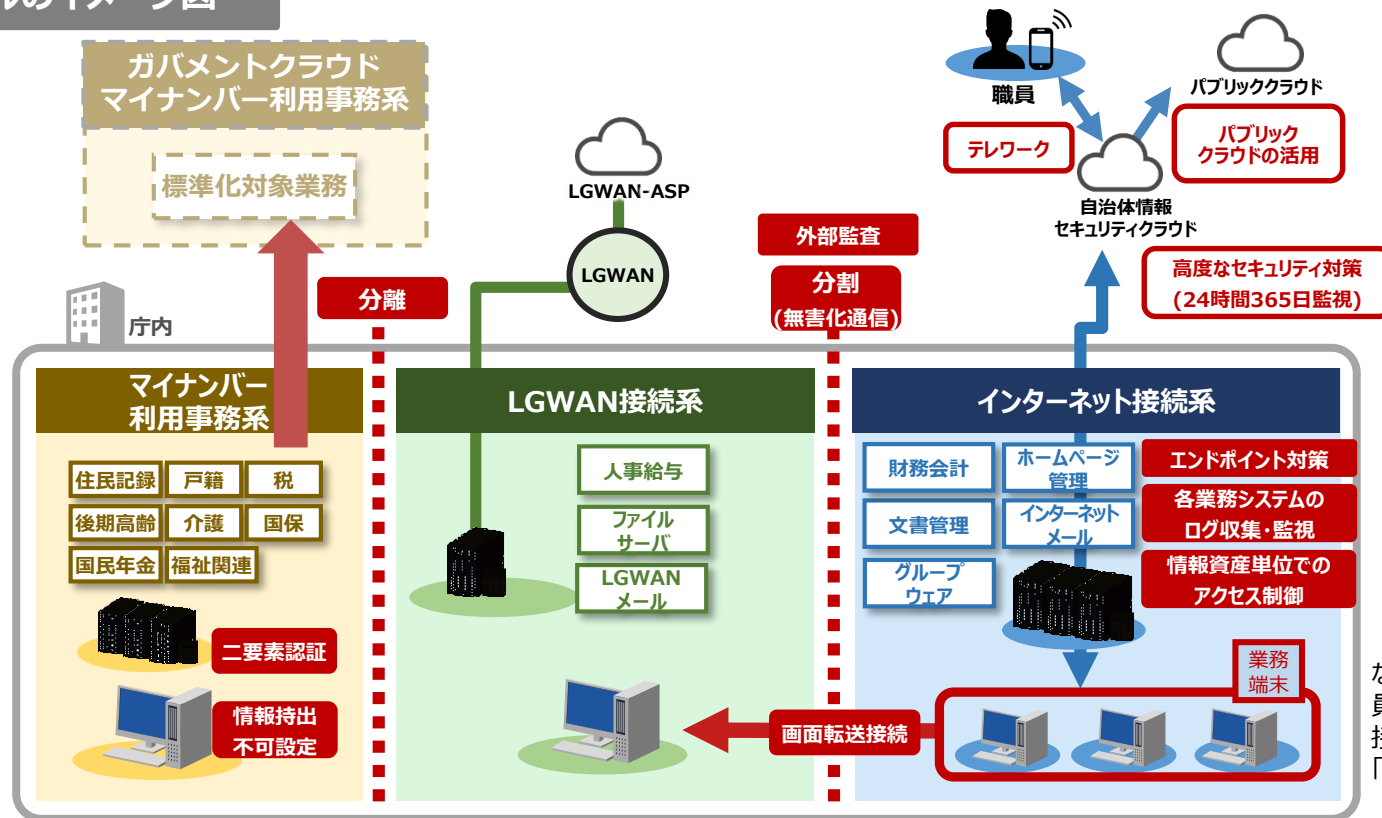 ルのイメージ図
ガバメントクラウド
マイナンバー利用事務系
標準化対象業務
LGWAN-ASP
LGWAN
職員
パブリッククラウド
テレワーク
パブリック
クラウドの活用
自治体情報
セキュリティクラウド
高度なセキュリティ対策
(24時間365日監視)
外部監査
分離
分割
(無害化通信)
庁内
マイナンバー
利用事務系
住民記録
戸籍
税
後期高齢
介護
国保
国民年金
福祉関連
二要素認証
情報持出
不可設定
LGWAN接続系
人事給与
ファイル
サーバ
LGWAN
メール
画面転送接続
インターネット接続系
財務会計
ホームページ
管理
文書管理
インターネット
メール
グループ
ウェア
エンドポイント対策
各業務システムの
ログ収集・監視
情報資産単位での
アクセス制御
業務
端末
員
「